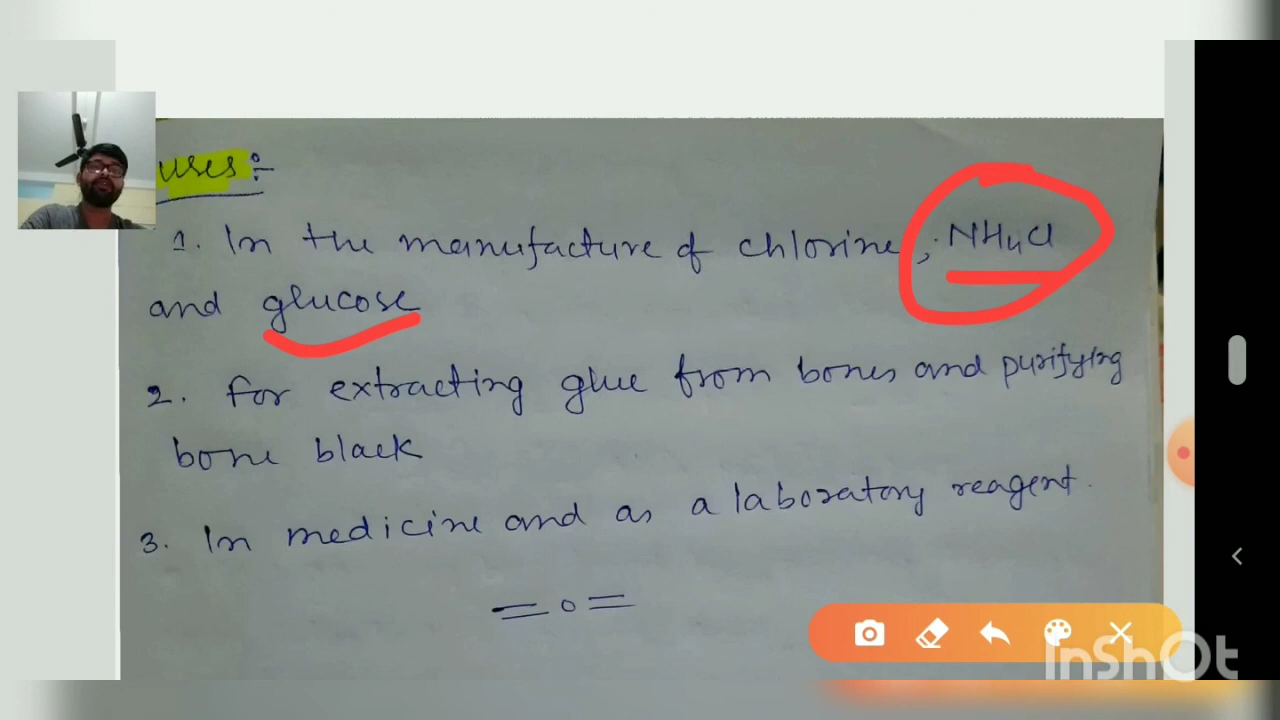 uses:-
1. In the manufacture of chlorine, NH4Cl
and glucose
2. for extracting glue from bones and purifying
bone black
3. In medicine and as a laboratory reagent.
= 0 =
InShOt